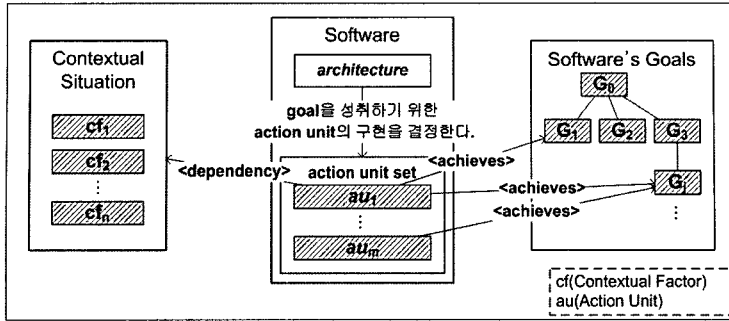 Contextual
Situation
cf1
cf2
⋮
cfn
Software
architecture
goal을 성취하기 위한
action unit의 구현을 결정한다.
<dependency>
action unit set
au1
⋮
aum
<achieves>
<achieves>
<achieves>
Software's Goals
G0
G1
G2
G3
Gj
⋮
cf(Contextual Factor)
au(Action Unit)